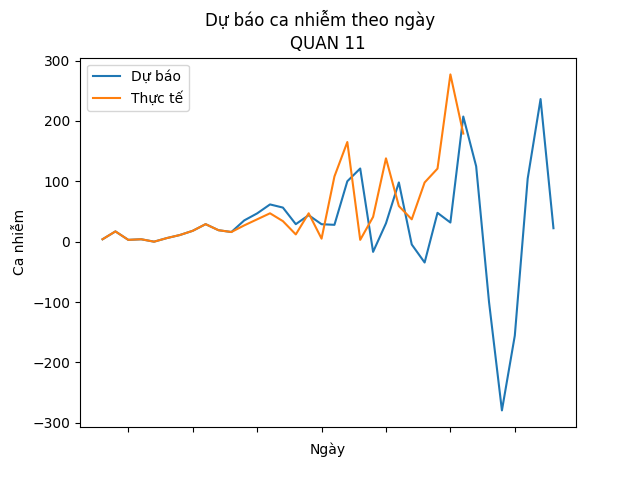 Dự báo ca nhiễm theo ngày
QUAN 11
Dự báo
Thực tế
300
200
100
0
−100
−200
−300
Ca nhiễm
Ngày